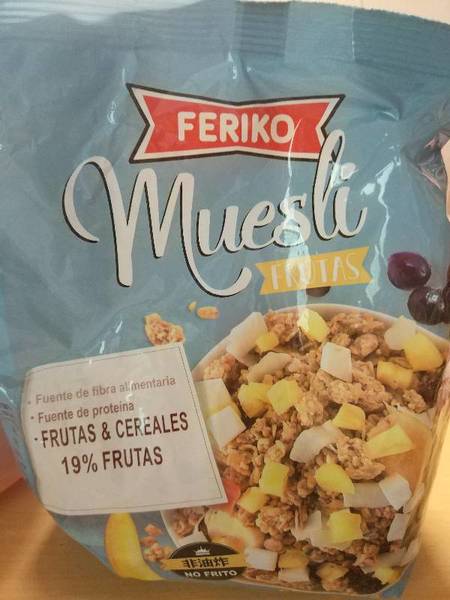 FERIKO
Muesli
FRUTAS
- Fuente de fibra alimentaria
- Fuente de proteína
- FRUTAS & CEREALES
19% FRUTAS
非油炸
NO FRITO